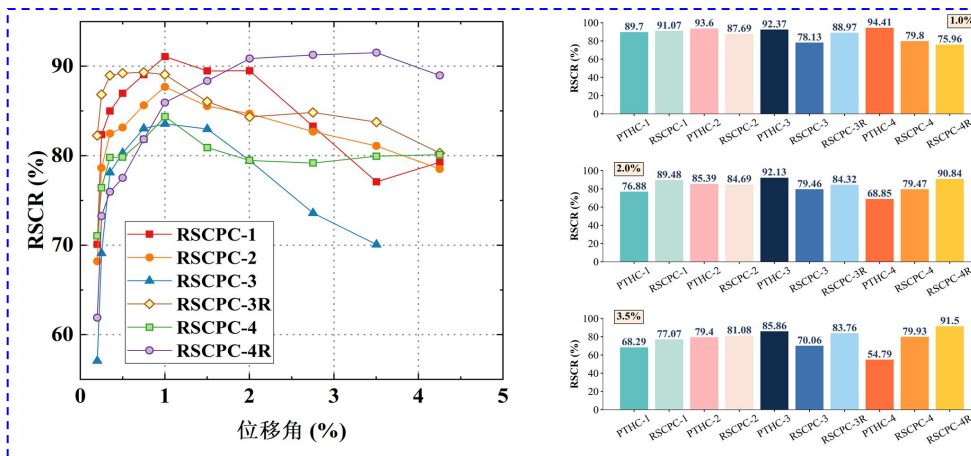 RSCR (%)
90
80
70
60
0
1
2
3
4
5
位移角 (%)
RSCPC-1
RSCPC-2
RSCPC-3
RSCPC-3R
RSCPC-4
RSCPC-4R
1.0%
RSCR (%)
100
80
60
40
20
0
89.7
91.07
93.6
87.69
92.37
78.13
88.97
94.41
79.8
75.96
PTHC-1
RSCPC-1
PTHC-2
RSCPC-2
PTHC-3
RSCPC-3
RSCPC-3R
PTHC-4
RSCPC-4
RSCPC-4R
2.0%
RSCR (%)
100
80
60
40
20
0
76.88
89.48
85.39
84.69
92.13
79.46
84.32
68.85
79.47
90.84
PTHC-1
RSCPC-1
PTHC-2
RSCPC-2
PTHC-3
RSCPC-3
RSCPC-3R
PTHC-4
RSCPC-4
RSCPC-4R
3.5%
RSCR (%)
100
80
60
40
20
0
68.29
77.07
79.4
81.08
85.86
70.06
83.76
54.79
79.93
91.5
PTHC-1
RSCPC-1
PTHC-2
RSCPC-2
PTHC-3
RSCPC-3
RSCPC-3R
PTHC-4
RSCPC-4
RSCPC-4R